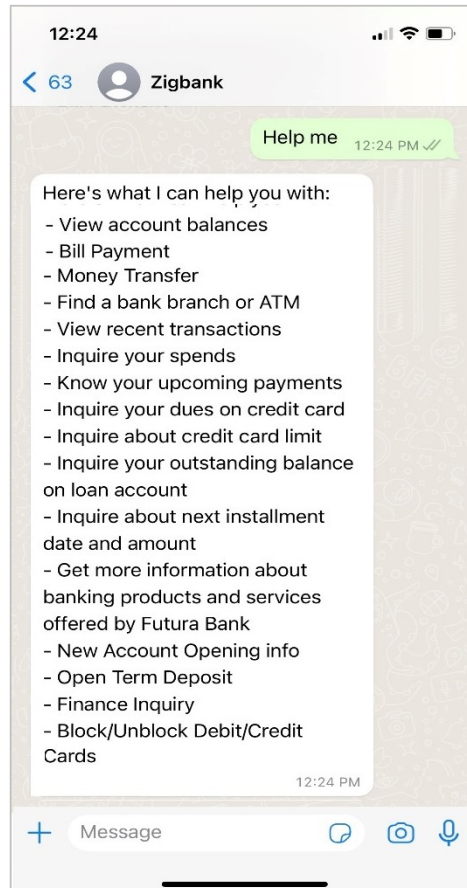 12:24
63 Zigbank
Help me 12:24 PM
Here's what I can help you with:
- View account balances
- Bill Payment
- Money Transfer
- Find a bank branch or ATM
- View recent transactions
- Inquire your spends
- Know your upcoming payments
- Inquire your dues on credit card
- Inquire about credit card limit
- Inquire your outstanding balance
on loan account
- Inquire about next installment
date and amount
- Get more information about
banking products and services
offered by Futura Bank
- New Account Opening info
- Open Term Deposit
- Finance Inquiry
- Block/Unblock Debit/Credit
Cards
12:24 PM
Message